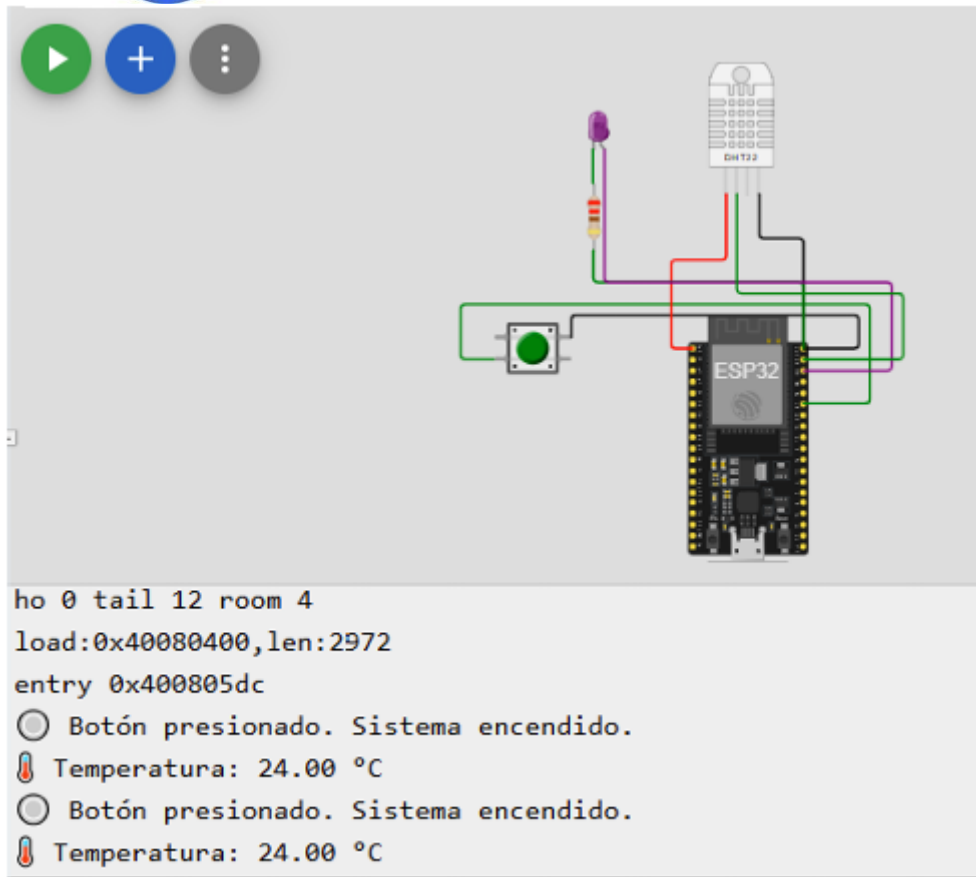 DHT22
ESP32
ho 0 tail 12 room 4
load:0x40080400,len:2972
entry 0x400805dc
Botón presionado. Sistema encendido.
Temperatura: 24.00 °C
Botón presionado. Sistema encendido.
Temperatura: 24.00 °C